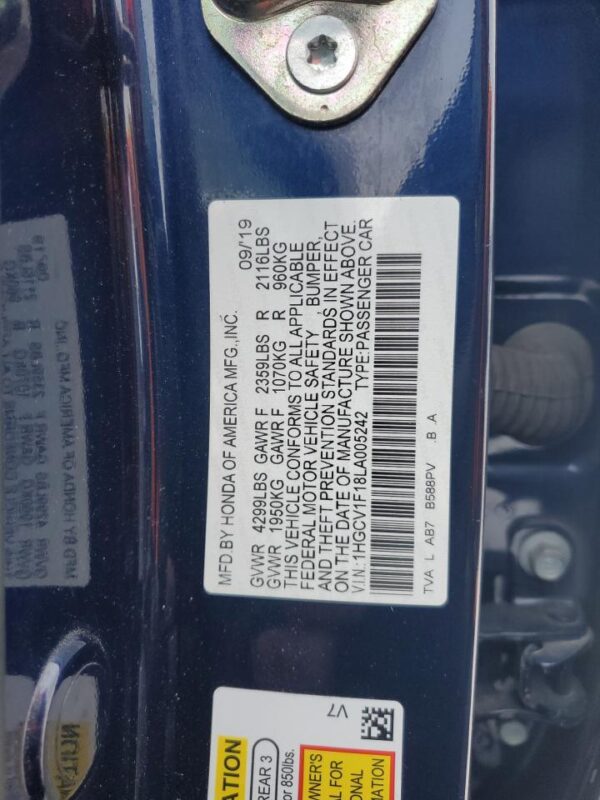 MFD.BY HONDA OF AMERICA MFG.,INC. 09/'19
GVWR 4299LBS GAWR F 2359LBS R 2116LBS
GVWR 1960KG GAWR F 1070KG R 960KG
THIS VEHICLE CONFORMS TO ALL APPLICABLE
FEDERAL MOTOR VEHICLE SAFETY , BUMPER,
AND THEFT PREVENTION STANDARDS IN EFFECT
ON THE DATE OF MANUFACTURE SHOWN ABOVE.
V.I.N.:1HGCV1F18LA005242 TYPE:PASSENGER CAR
TVA L AB7 B588PV .B .A
V7
ATION
REAR 3
or 850lbs.
OWNER'S
AL FOR
ONAL
MATION